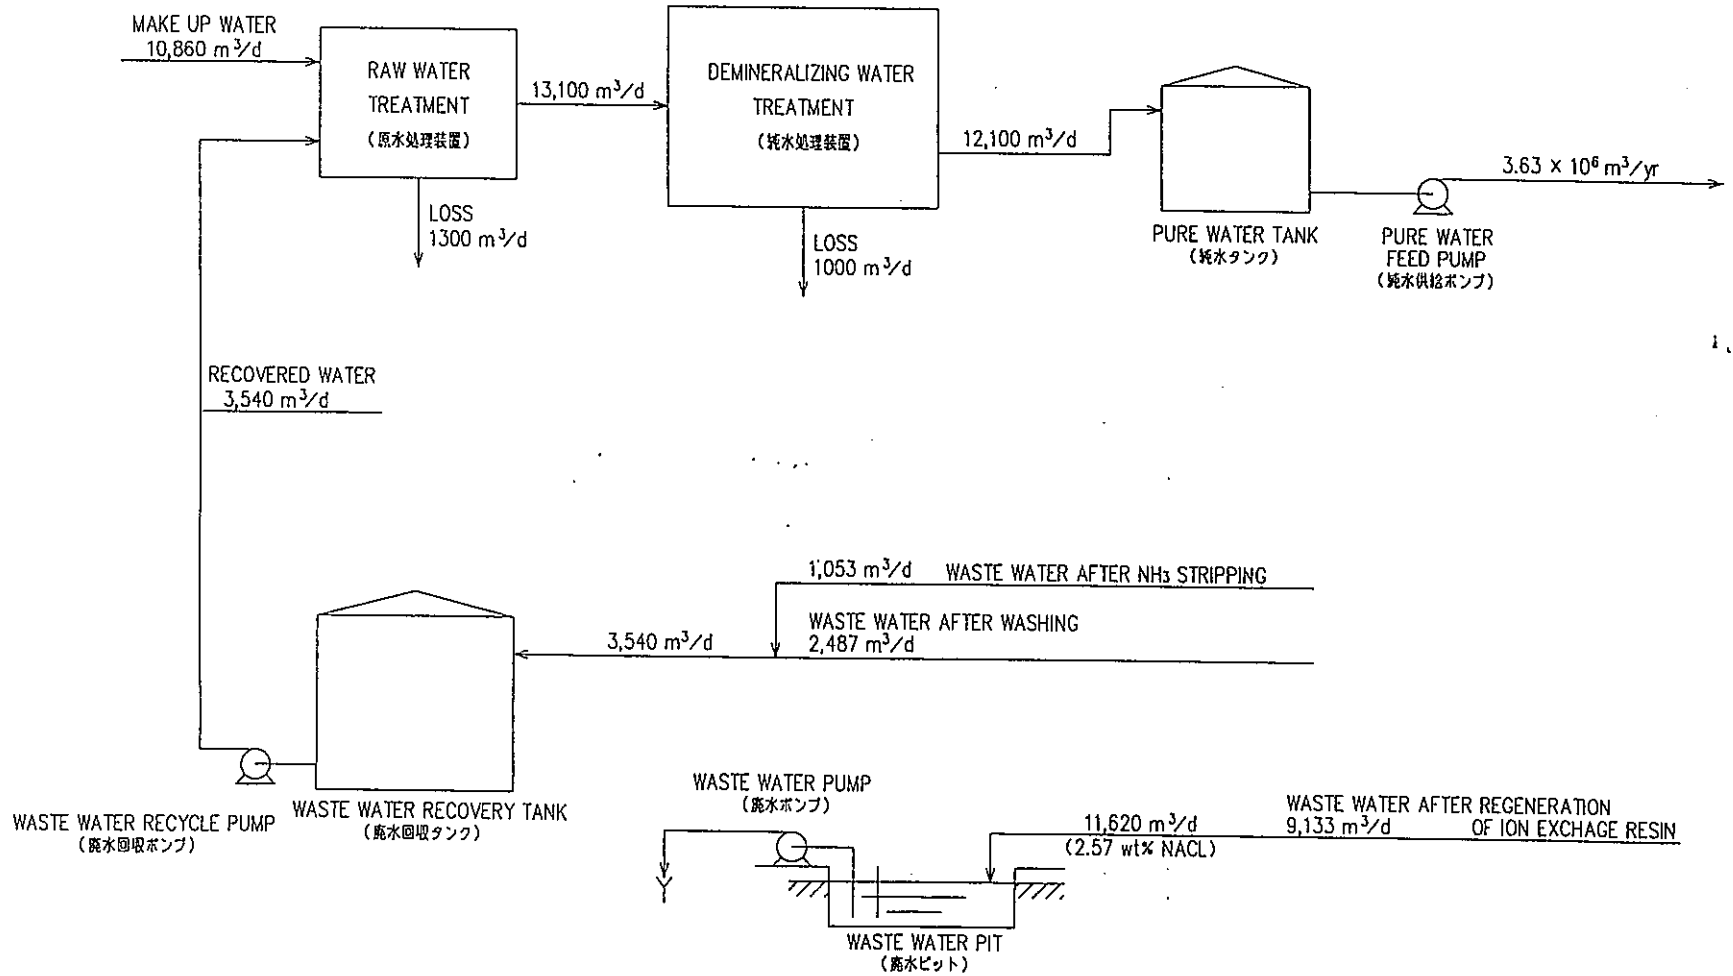 MAKE UP WATER
10,860 m³/d
RAW WATER
TREATMENT
(原水処理装置)
13,100 m³/d
LOSS
1300 m³/d
DEMINERALIZING WATER
TREATMENT
(純水処理装置)
12,100 m³/d
LOSS
1000 m³/d
PURE WATER TANK
(純水タンク)
3.63 × 10⁶ m³/yr
PURE WATER
FEED PUMP
(純水供給ポンプ)
RECOVERED WATER
3,540 m³/d
1,053 m³/d WASTE WATER AFTER NH₃ STRIPPING
WASTE WATER AFTER WASHING
3,540 m³/d 2,487 m³/d
WASTE WATER RECOVERY TANK
(廃水回収タンク)
WASTE WATER RECYCLE PUMP
(廃水回収ポンプ)
WASTE WATER PUMP
(廃水ポンプ)
WASTE WATER AFTER REGENERATION
11,620 m³/d 9,133 m³/d OF ION EXCHAGE RESIN
(2.57 wt% NACL)
WASTE WATER PIT
(廃水ピット)